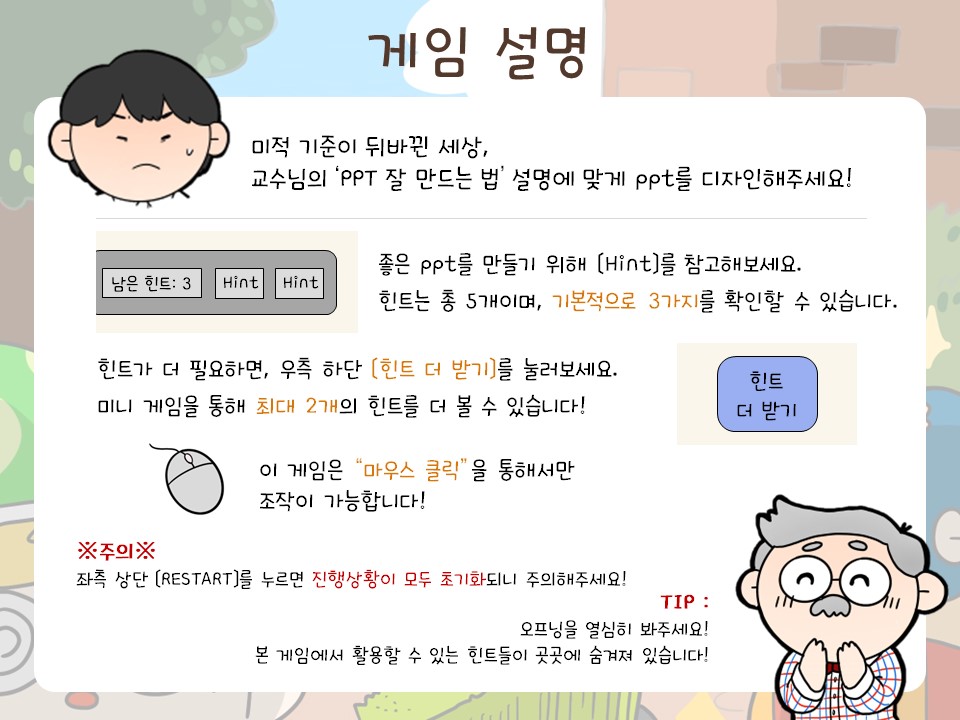 게임 설명
미적 기준이 뒤바뀐 세상,
교수님의 ‘PPT 잘 만드는 법’ 설명에 맞게 ppt를 디자인해주세요!
남은 힌트: 3
Hint
Hint
좋은 ppt를 만들기 위해 [Hint]를 참고해보세요.
힌트는 총 5개이며, 기본적으로 3가지를 확인할 수 있습니다.
힌트가 더 필요하면, 우측 하단 [힌트 더 받기]를 눌러보세요.
미니 게임을 통해 최대 2개의 힌트를 더 볼 수 있습니다!
힌트
더 받기
이 게임은 “마우스 클릭”을 통해서만
조작이 가능합니다!
※주의※
좌측 상단 [RESTART]를 누르면 진행상황이 모두 초기화되니 주의해주세요!
TIP :
오프닝을 열심히 봐주세요!
본 게임에서 활용할 수 있는 힌트들이 곳곳에 숨겨져 있습니다!